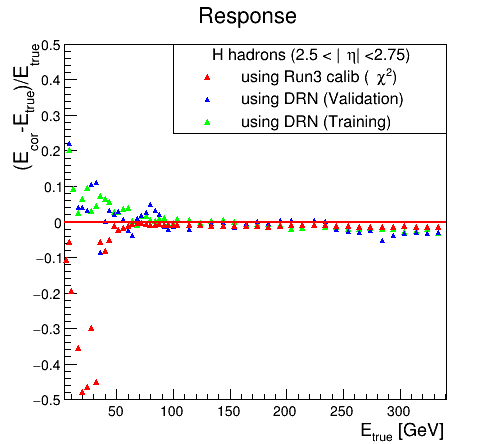 Response
H hadrons (2.5 < | η| <2.75)
using Run3 calib ( χ²)
using DRN (Validation)
using DRN (Training)
(E_cor -E_true)/E_true
0.5
0.4
0.3
0.2
0.1
0
−0.1
−0.2
−0.3
−0.4
−0.5
50 100 150 200 250 300
E_true [GeV]